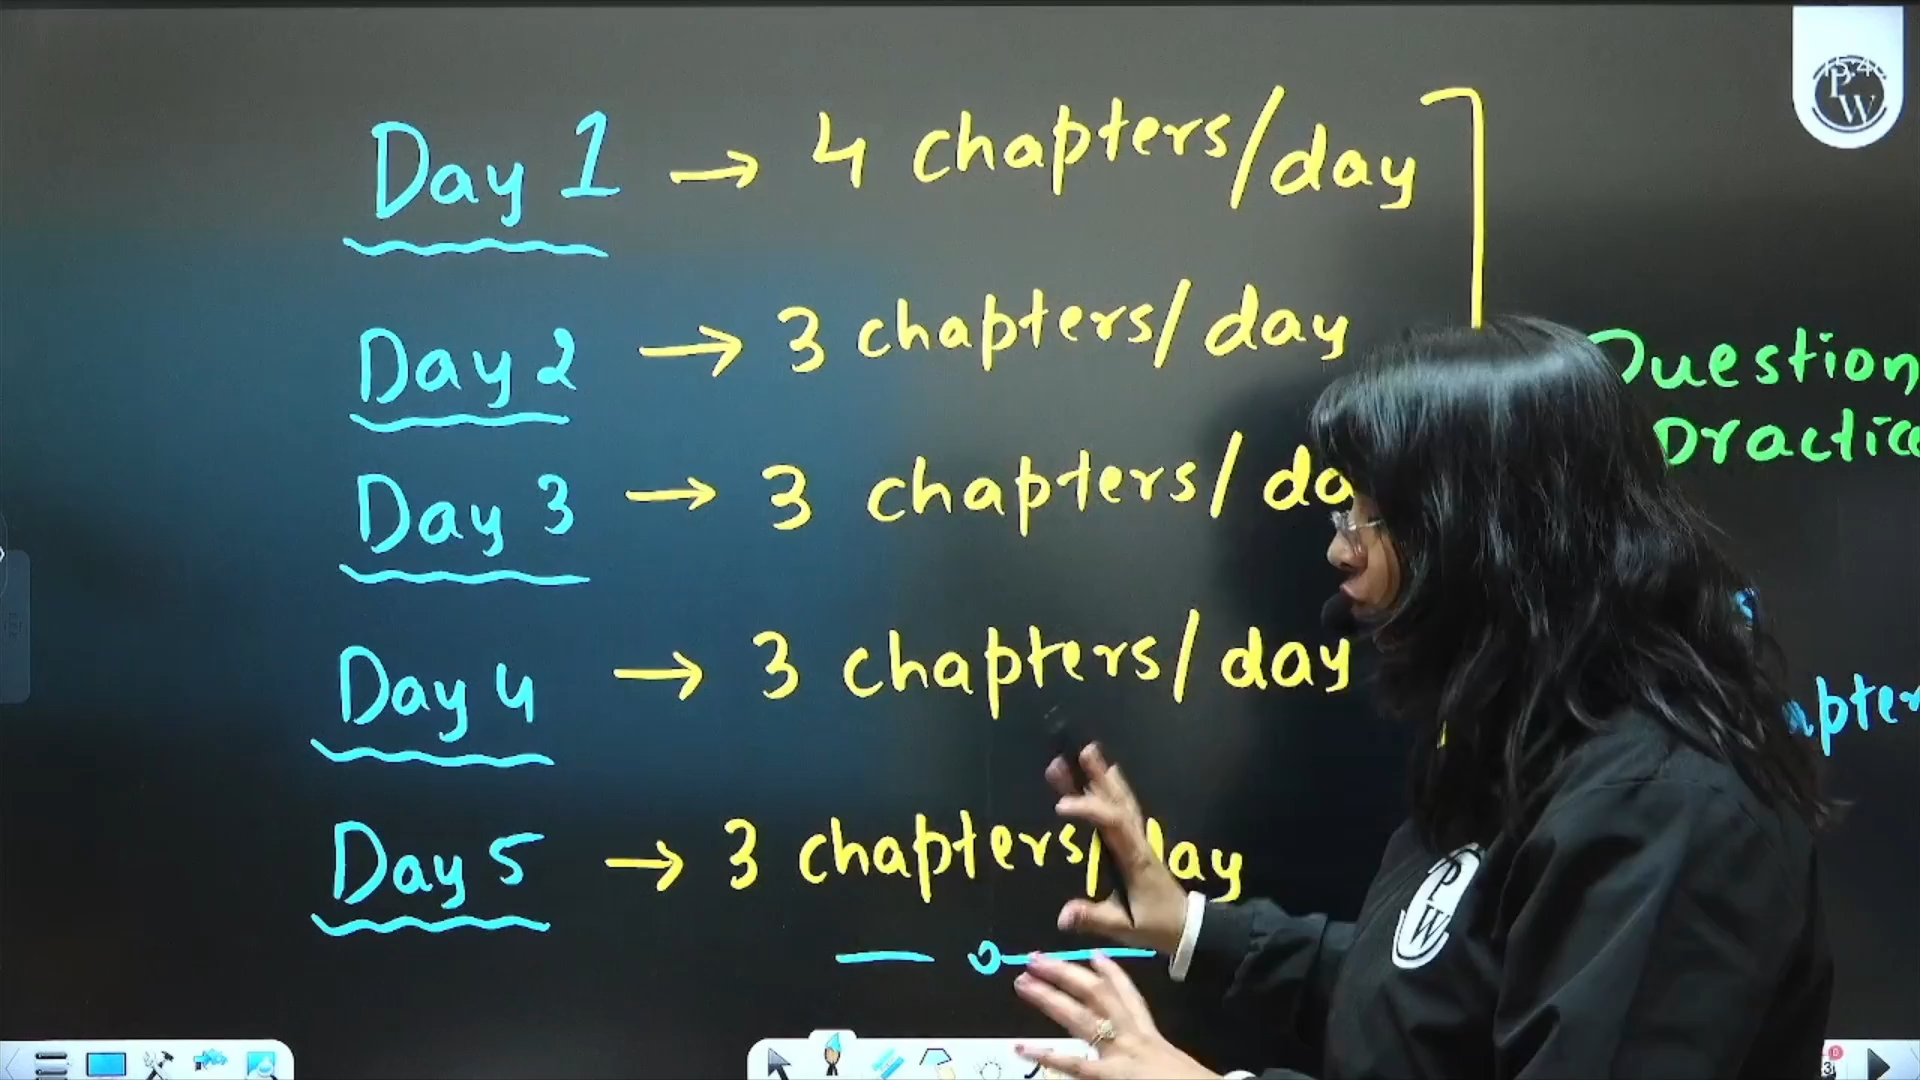 Day 1 → 4 chapters/day
Day 2 → 3 chapters/day
Question
practice
Day 3 → 3 chapters/da
Day 4 → 3 chapters/day
Day 5 → 3 chapters/day
PW
PW